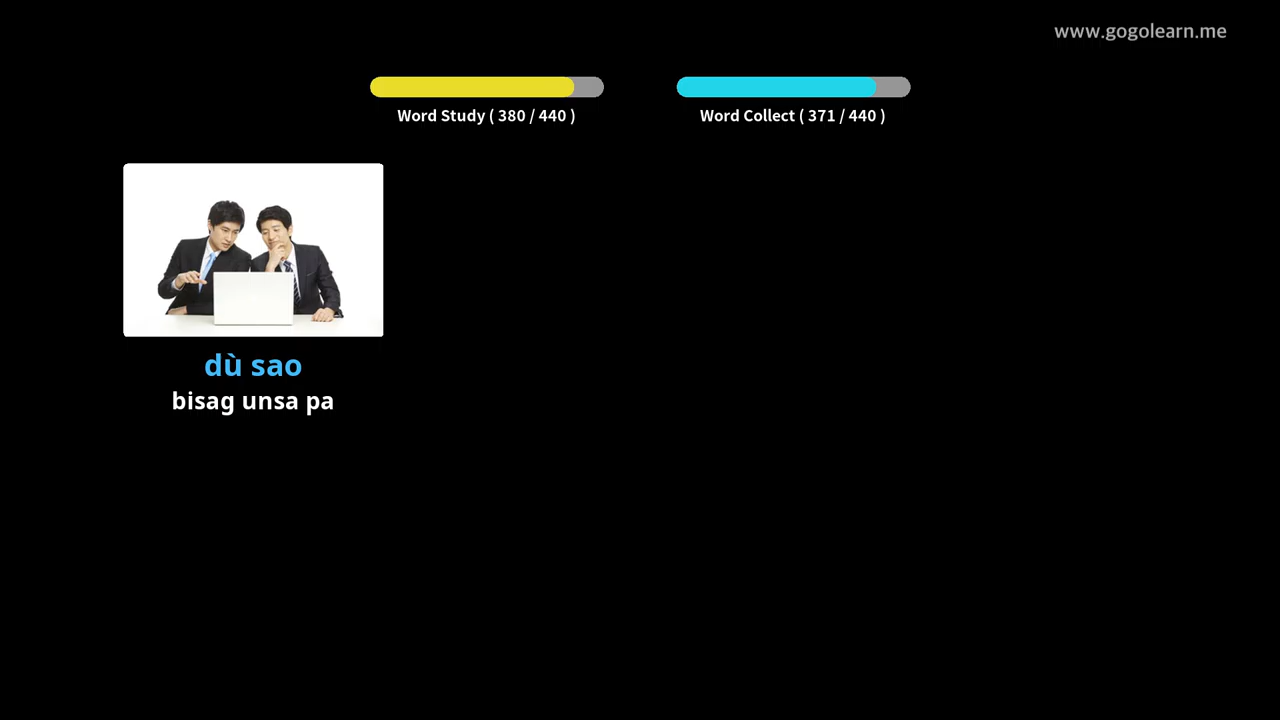 www.gogolearn.me
Word Study ( 380 / 440 )
Word Collect ( 371 / 440 )
dù sao
bisag unsa pa